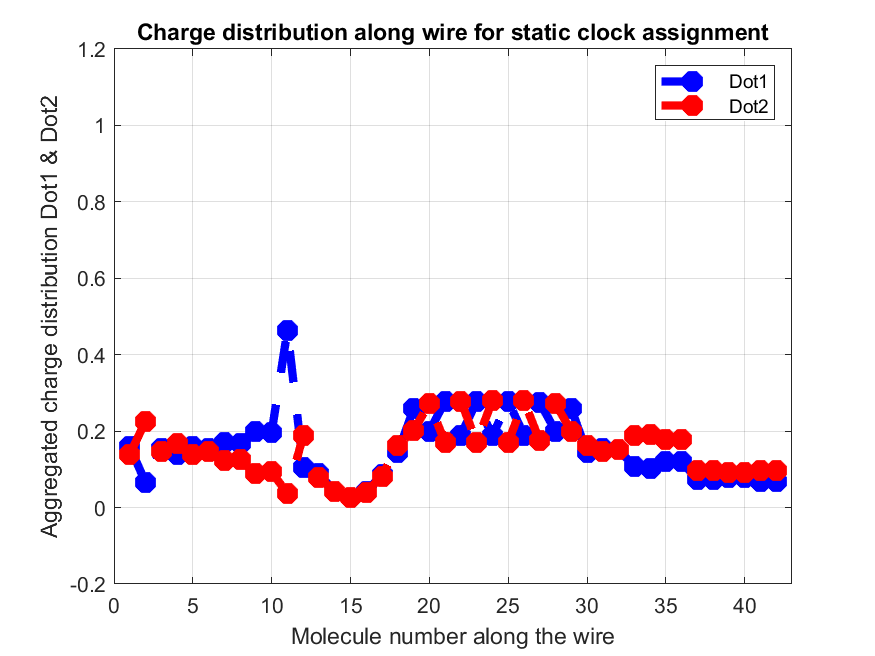 Charge distribution along wire for static clock assignment
Aggregated charge distribution Dot1 & Dot2
1.2
1
0.8
0.6
0.4
0.2
0
-0.2
Dot1
Dot2
0 5 10 15 20 25 30 35 40
Molecule number along the wire